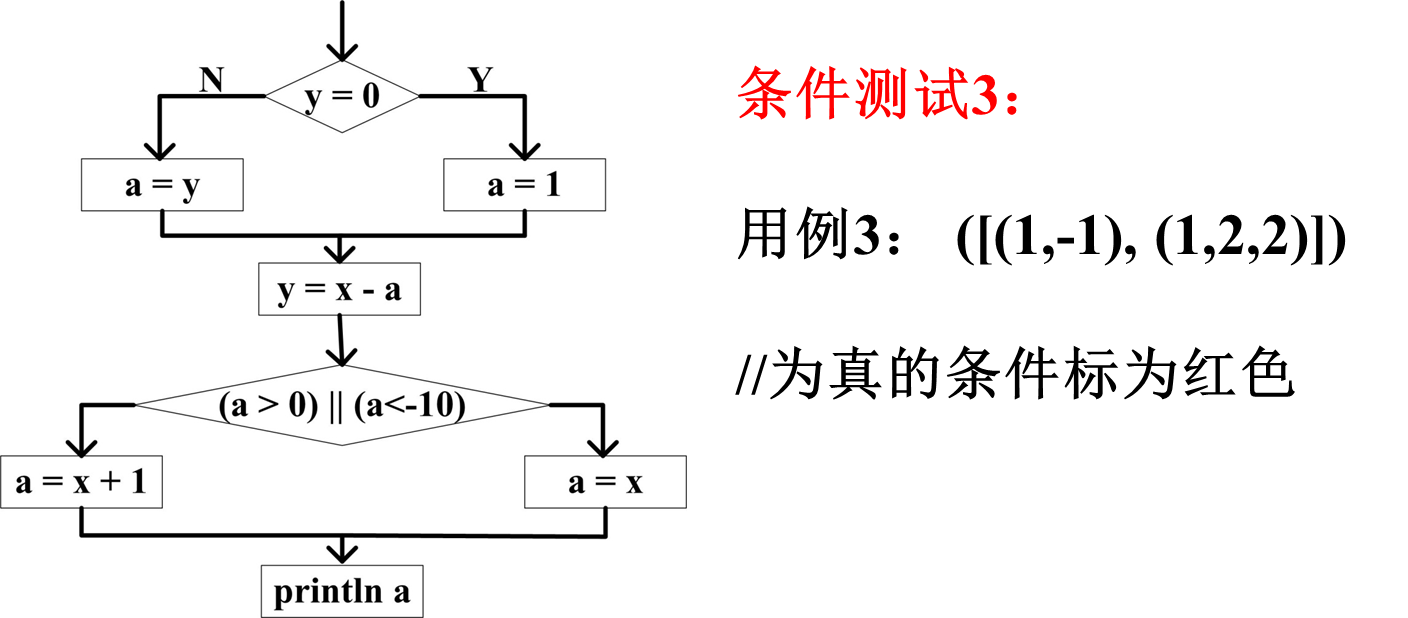 N
Y
y = 0
a = y
a = 1
y = x - a
(a > 0) || (a<-10)
a = x + 1
a = x
println a
条件测试3：
用例3： ([(1,-1), (1,2,2)])
//为真的条件标为红色